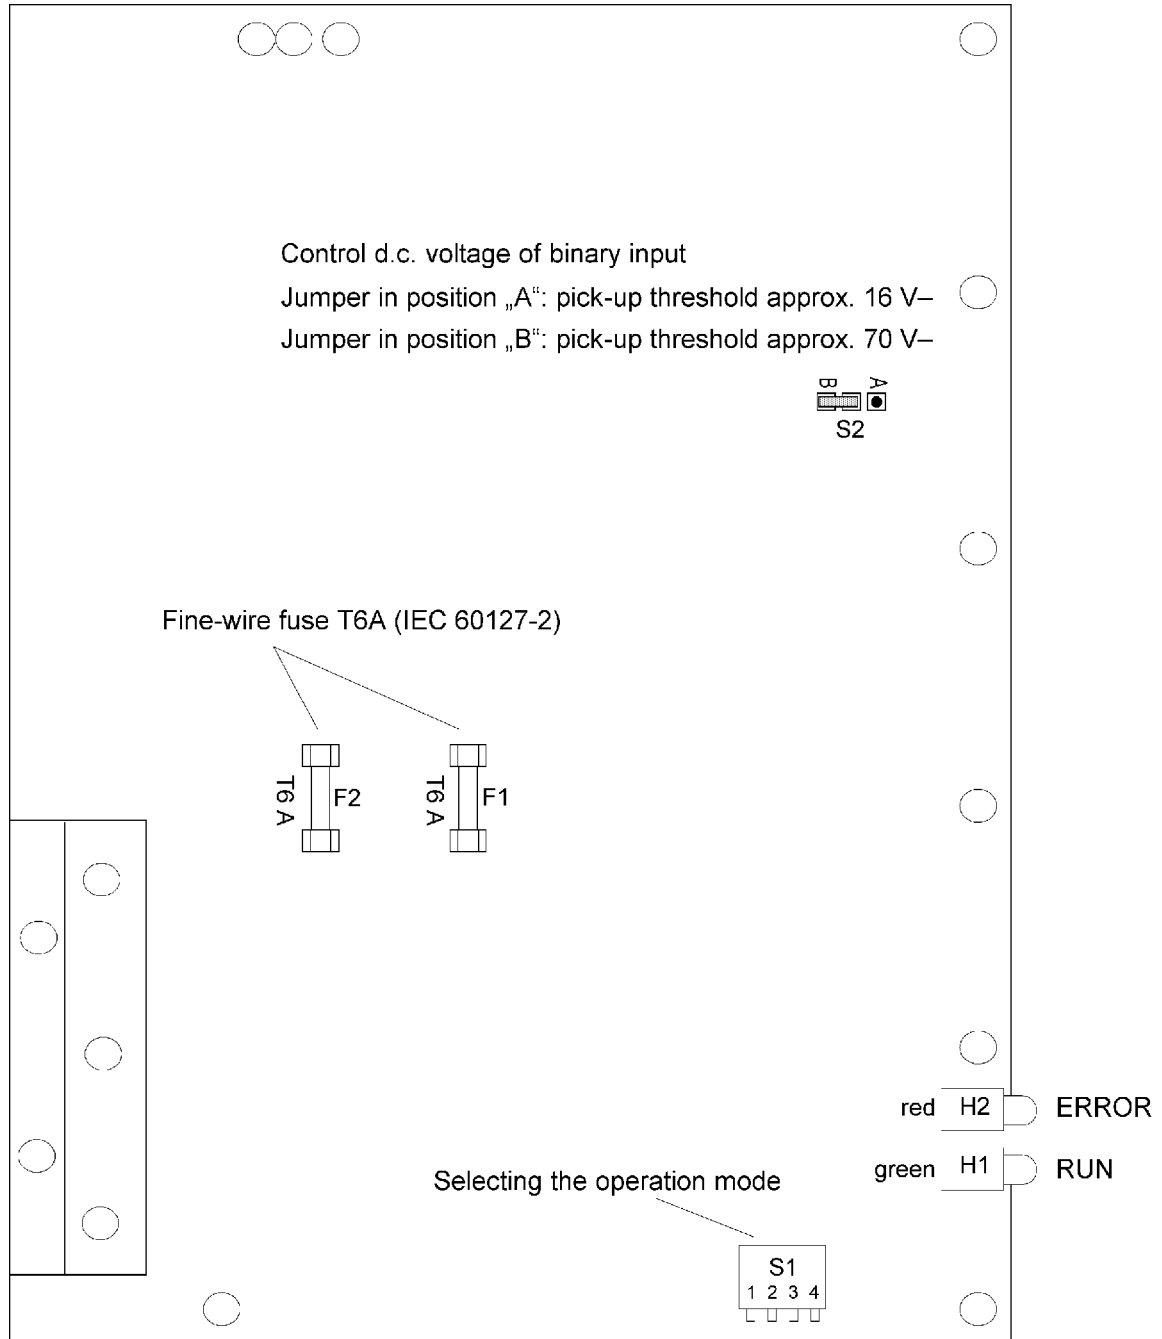 Control d.c. voltage of binary input
Jumper in position „A“: pick-up threshold approx. 16 V–
Jumper in position „B“: pick-up threshold approx. 70 V–
B A
S2
Fine-wire fuse T6A (IEC 60127-2)
T6 A F2 T6 A F1
red H2 ERROR
green H1 RUN
Selecting the operation mode
S1
1 2 3 4